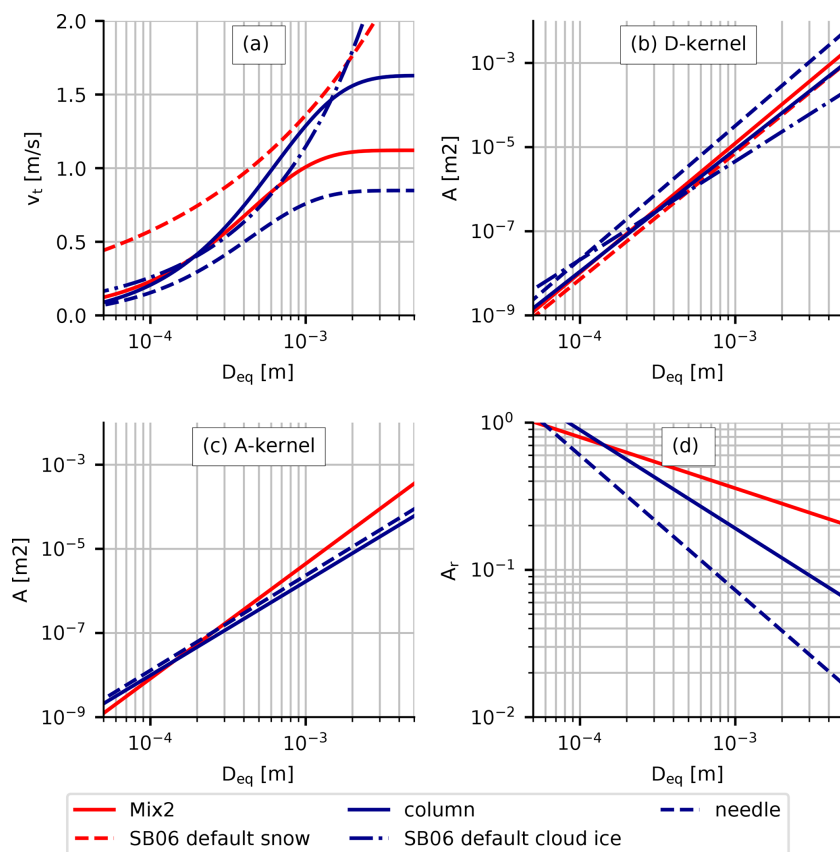 (a)
2.0
1.5
1.0
0.5
0.0
v_t [m/s]
10⁻⁴
10⁻³
D_eq [m]
(b) D-kernel
10⁻³
10⁻⁵
10⁻⁷
10⁻⁹
A [m2]
10⁻⁴
10⁻³
D_eq [m]
(c) A-kernel
10⁻³
10⁻⁵
10⁻⁷
10⁻⁹
A [m2]
10⁻⁴
10⁻³
D_eq [m]
(d)
10⁰
10⁻¹
10⁻²
A_r
10⁻⁴
10⁻³
D_eq [m]
Mix2 column needle
SB06 default snow SB06 default cloud ice